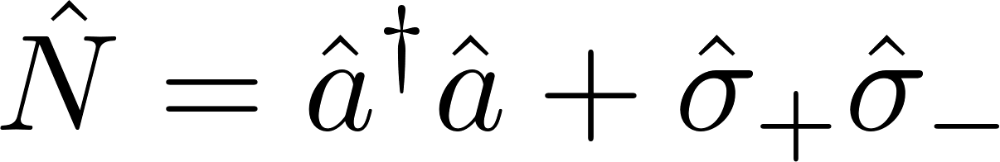 N̂ = â† â + σ̂₊σ̂₋